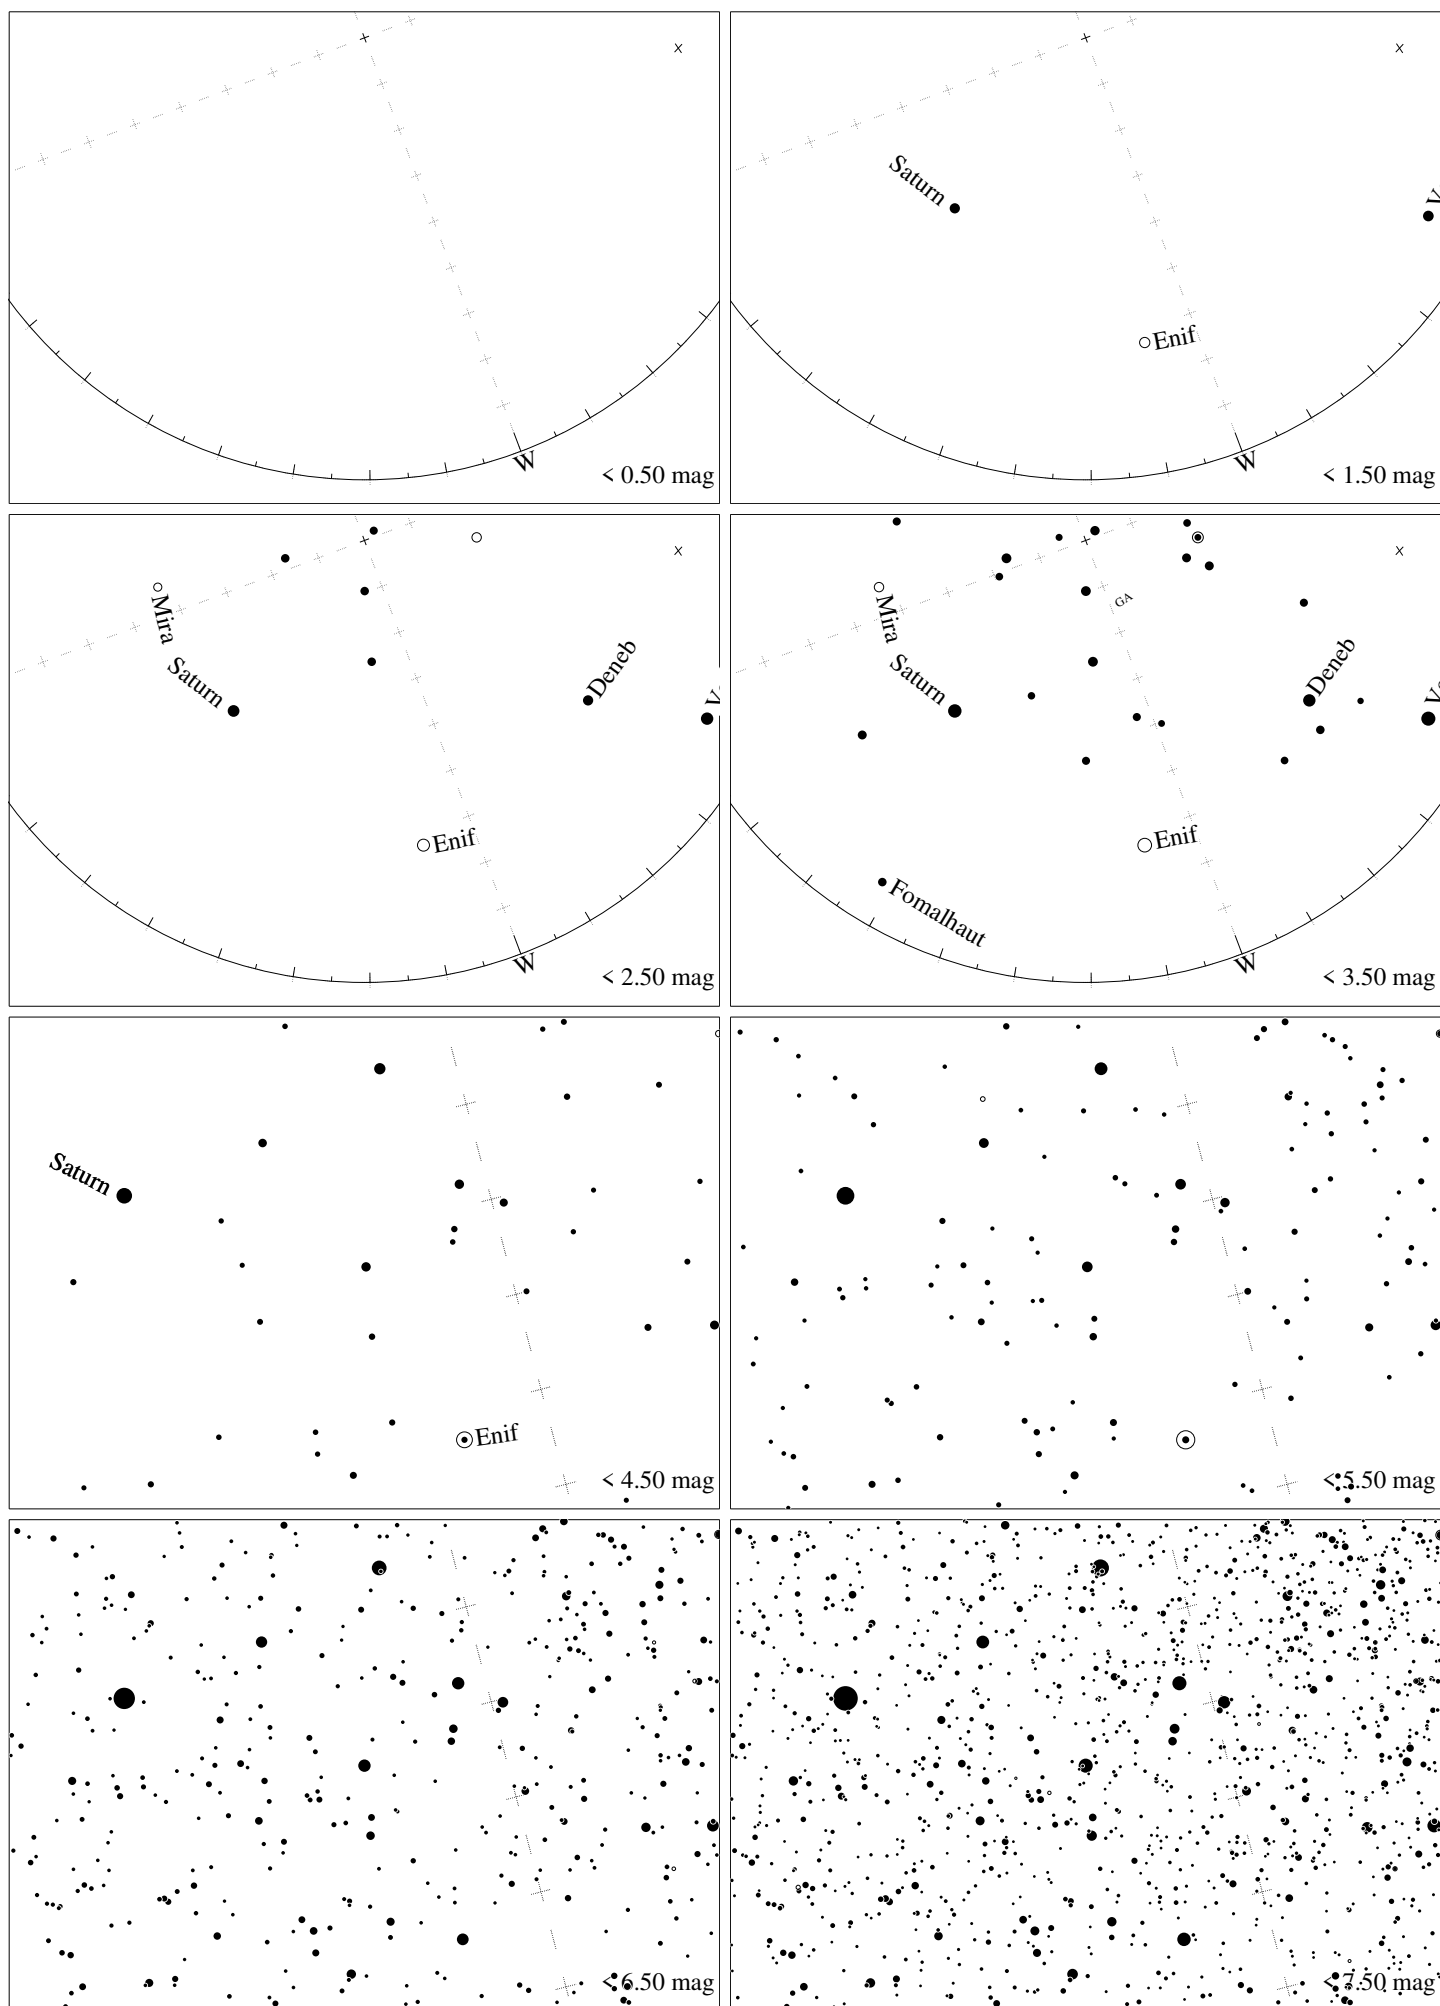 < 0.50 mag
W
Saturn
V
Enif
W
< 1.50 mag
Mira
Saturn
Deneb
V
Enif
W
< 2.50 mag
GA
Mira
Saturn
Deneb
Enif
Fomalhaut
W
< 3.50 mag
Saturn
Enif
< 4.50 mag
< 5.50 mag
< 6.50 mag
< 7.50 mag